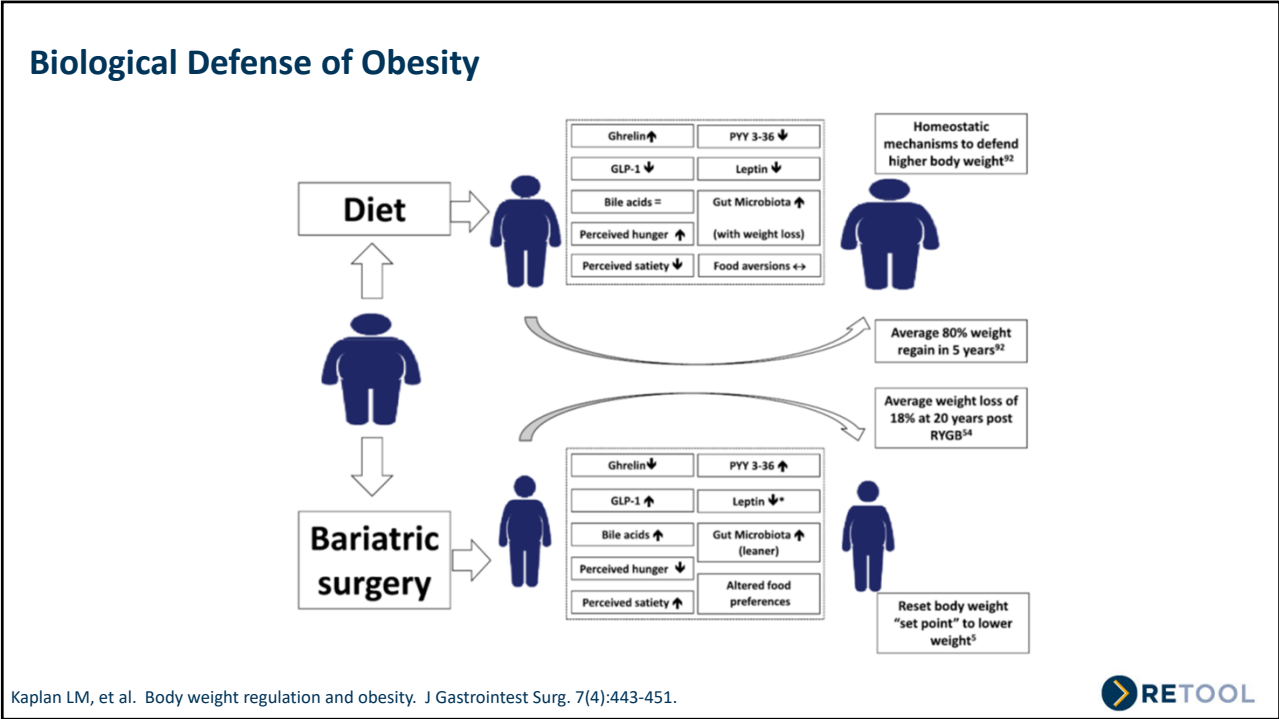 Biological Defense of Obesity
Diet
Ghrelin↑
PYY 3-36 ↓
GLP-1 ↓
Leptin ↓
Bile acids =
Gut Microbiota ↑
(with weight loss)
Perceived hunger ↑
Perceived satiety ↓
Food aversions ↔
Homeostatic
mechanisms to defend
higher body weight⁹²
Average 80% weight
regain in 5 years⁹²
Average weight loss of
18% at 20 years post
RYGB⁵⁴
Bariatric
surgery
Ghrelin↓
PYY 3-36 ↑
GLP-1 ↑
Leptin ↓*
Bile acids ↑
Gut Microbiota ↑
(leaner)
Perceived hunger ↓
Altered food
preferences
Perceived satiety ↑
Reset body weight
“set point” to lower
weight⁵
Kaplan LM, et al. Body weight regulation and obesity. J Gastrointest Surg. 7(4):443-451.
RETOOL